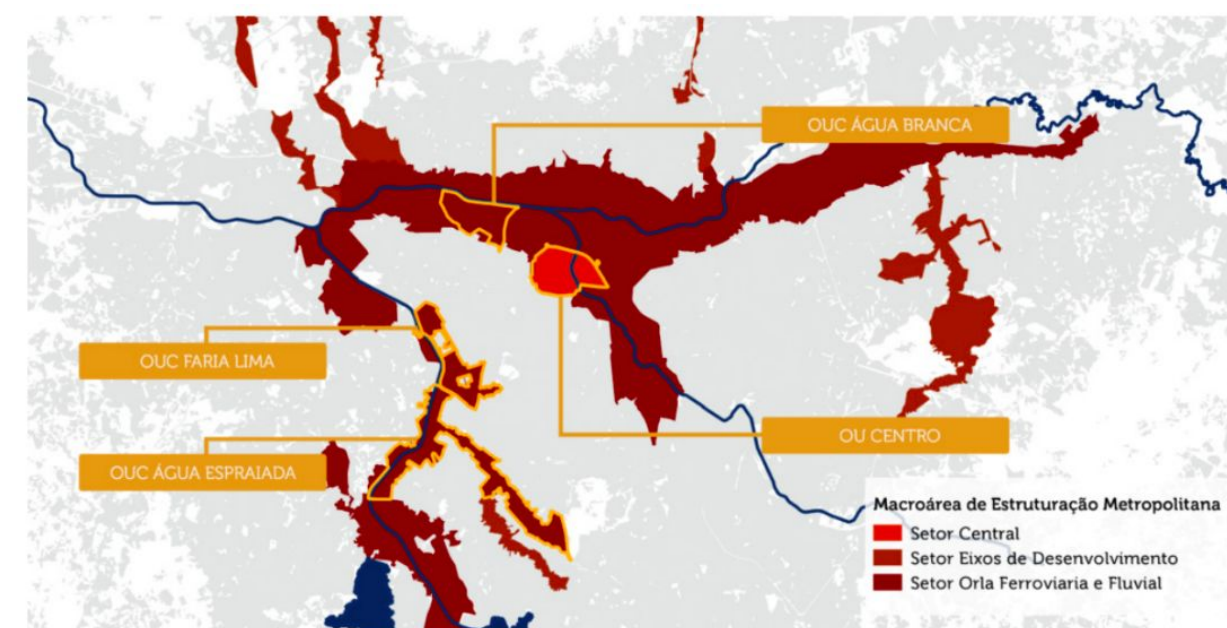 OUC ÁGUA BRANCA
OUC FARIA LIMA
OU CENTRO
OUC ÁGUA ESPRAIADA
Macroárea de Estruturação Metropolitana
Setor Central
Setor Eixos de Desenvolvimento
Setor Orla Ferroviaria e Fluvial